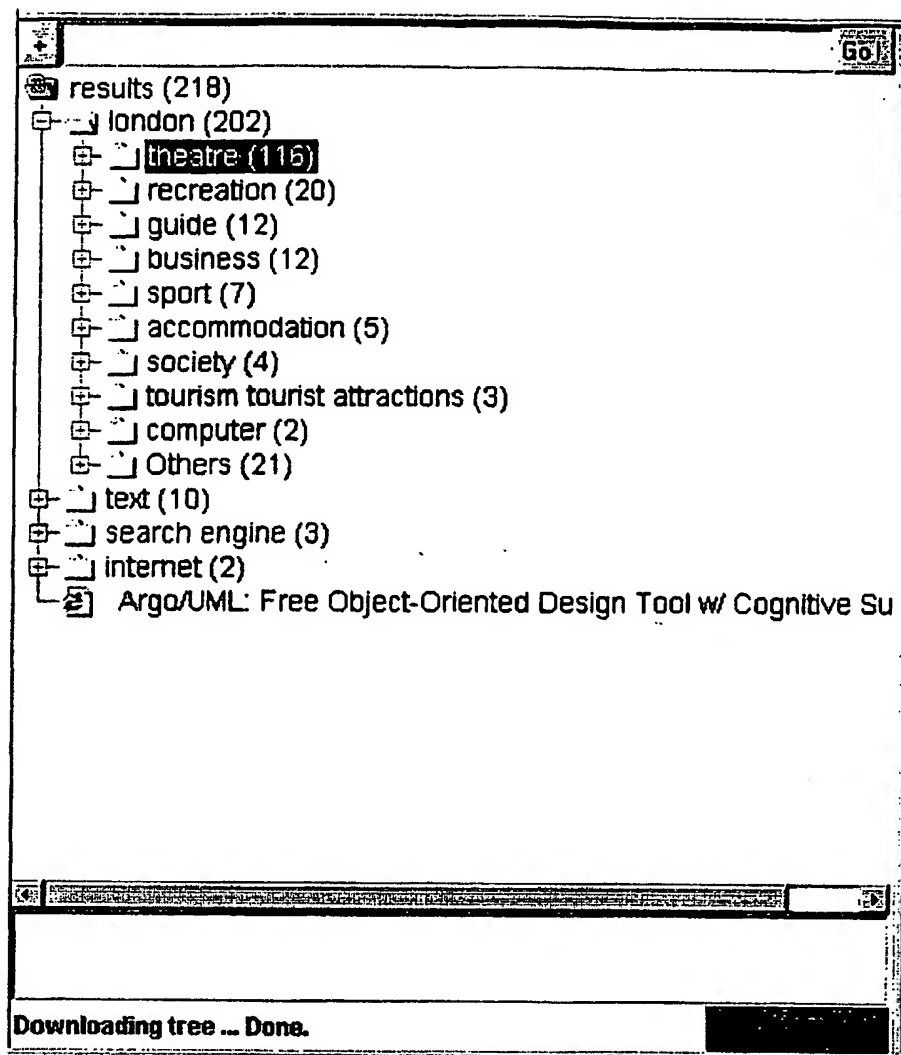 Go!
results (218)
london (202)
theatre (116)
recreation (20)
guide (12)
business (12)
sport (7)
accommodation (5)
society (4)
tourism tourist attractions (3)
computer (2)
Others (21)
text (10)
search engine (3)
internet (2)
Argo/UML: Free Object-Oriented Design Tool w/ Cognitive Su
Downloading tree ... Done.